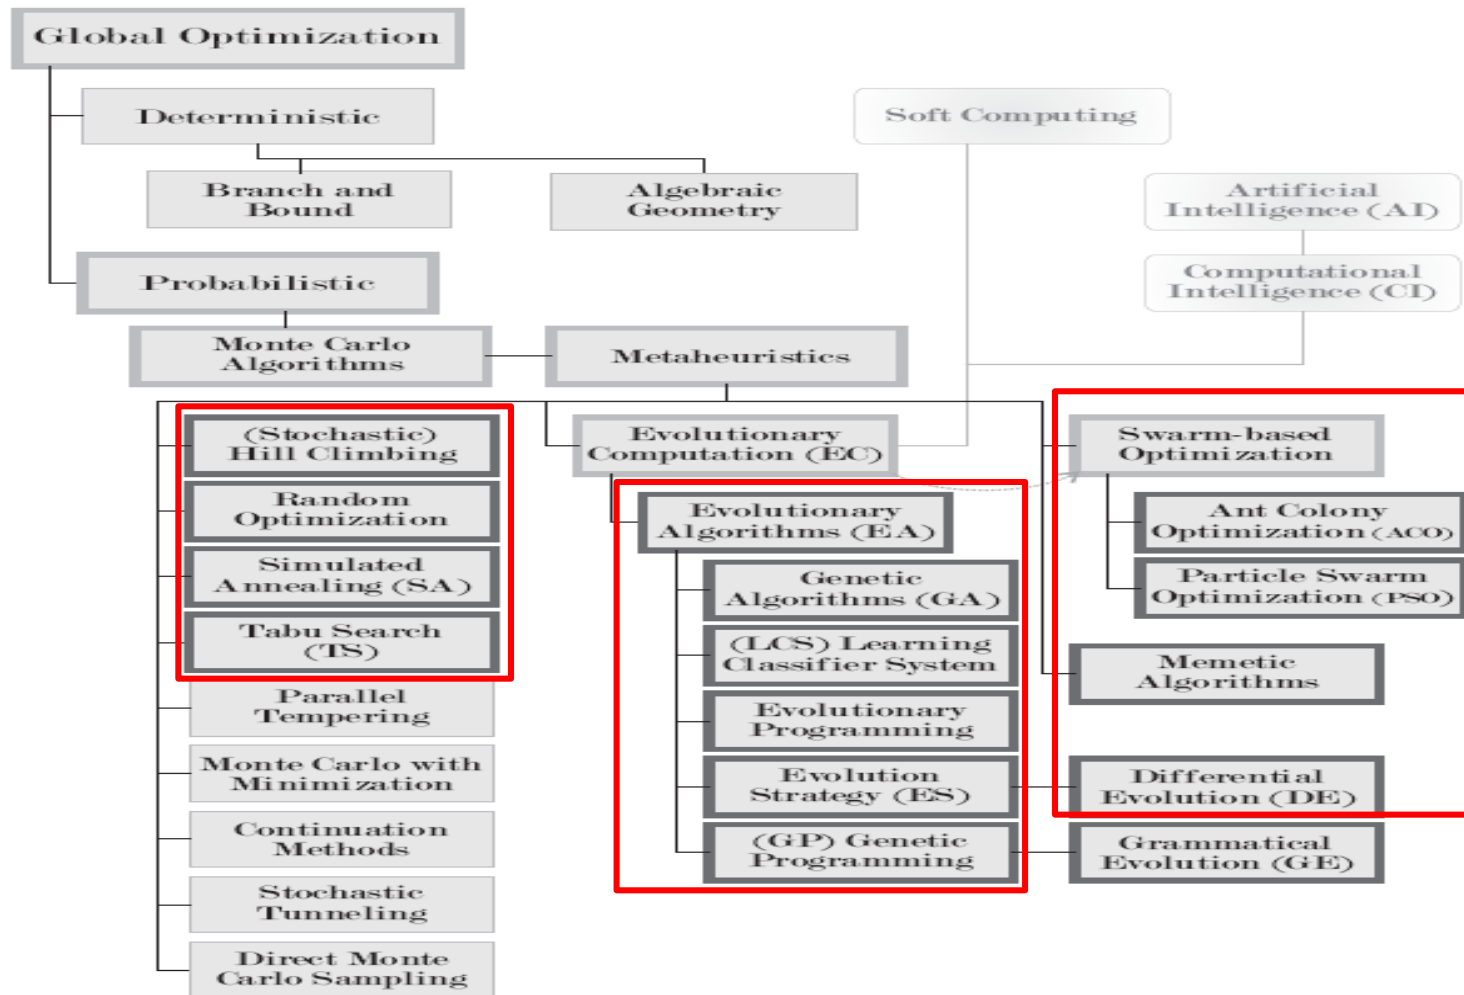 Global Optimization
Deterministic
Soft Computing
Branch and
Bound
Algebraic
Geometry
Artificial
Intelligence (AI)
Probabilistic
Computational
Intelligence (CI)
Monte Carlo
Algorithms
Metaheuristics
(Stochastic)
Hill Climbing
Evolutionary
Computation (EC)
Swarm-based
Optimization
Random
Optimization
Evolutionary
Algorithms (EA)
Ant Colony
Optimization (ACO)
Simulated
Annealing (SA)
Genetic
Algorithms (GA)
Particle Swarm
Optimization (PSO)
Tabu Search
(TS)
(LCS) Learning
Classifier System
Memetic
Algorithms
Parallel
Tempering
Evolutionary
Programming
Monte Carlo with
Minimization
Evolution
Strategy (ES)
Differential
Evolution (DE)
Continuation
Methods
(GP) Genetic
Programming
Grammatical
Evolution (GE)
Stochastic
Tunneling
Direct Monte
Carlo Sampling